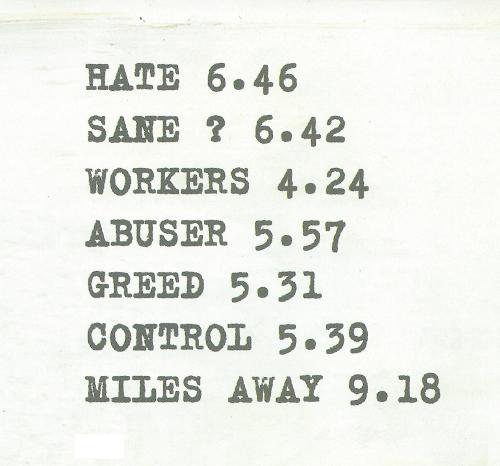 HATE 6.46
SANE ? 6.42
WORKERS 4.24
ABUSER 5.57
GREED 5.31
CONTROL 5.39
MILES AWAY 9.18